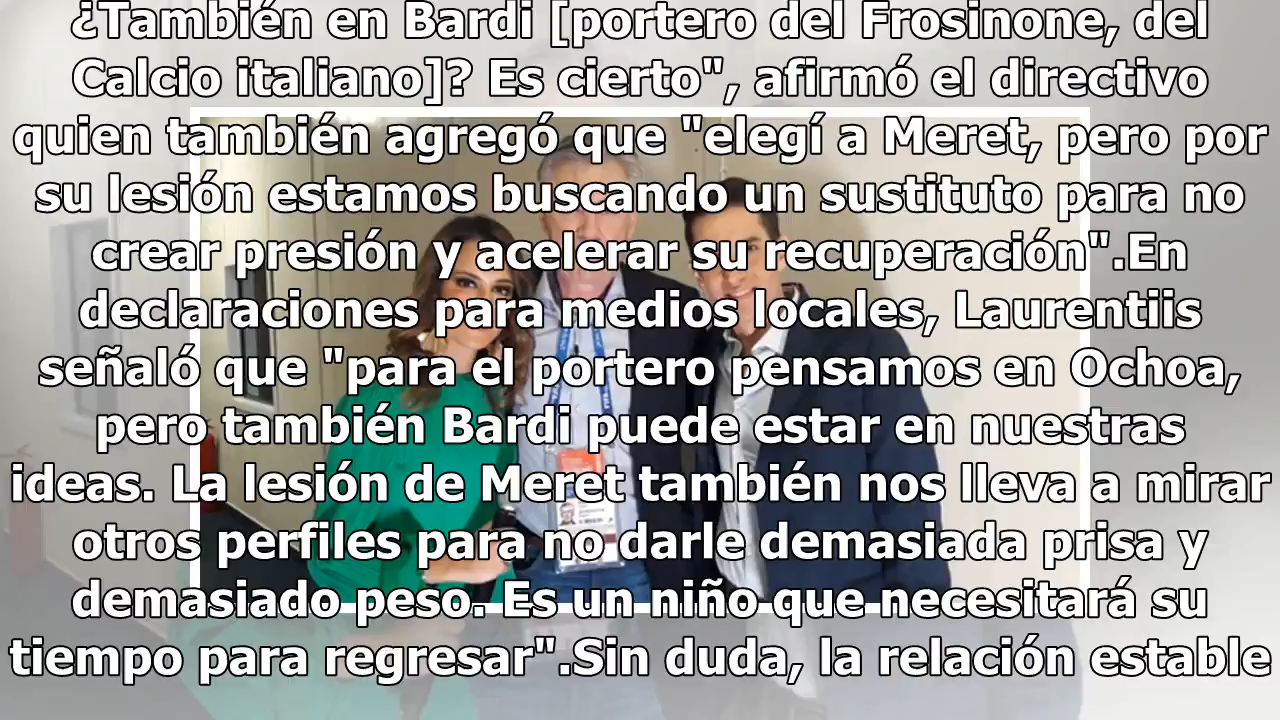 ¿También en Bardi [portero del Frosinone, del
Calcio italiano]? Es cierto", afirmó el directivo
quien también agregó que "elegí a Meret, pero por
su lesión estamos buscando un sustituto para no
crear presión y acelerar su recuperación".En
declaraciones para medios locales, Laurentiis
señaló que "para el portero pensamos en Ochoa,
pero también Bardi puede estar en nuestras
ideas. La lesión de Meret también nos lleva a mirar
otros perfiles para no darle demasiada prisa y
demasiado peso. Es un niño que necesitará su
tiempo para regresar".Sin duda, la relación estable